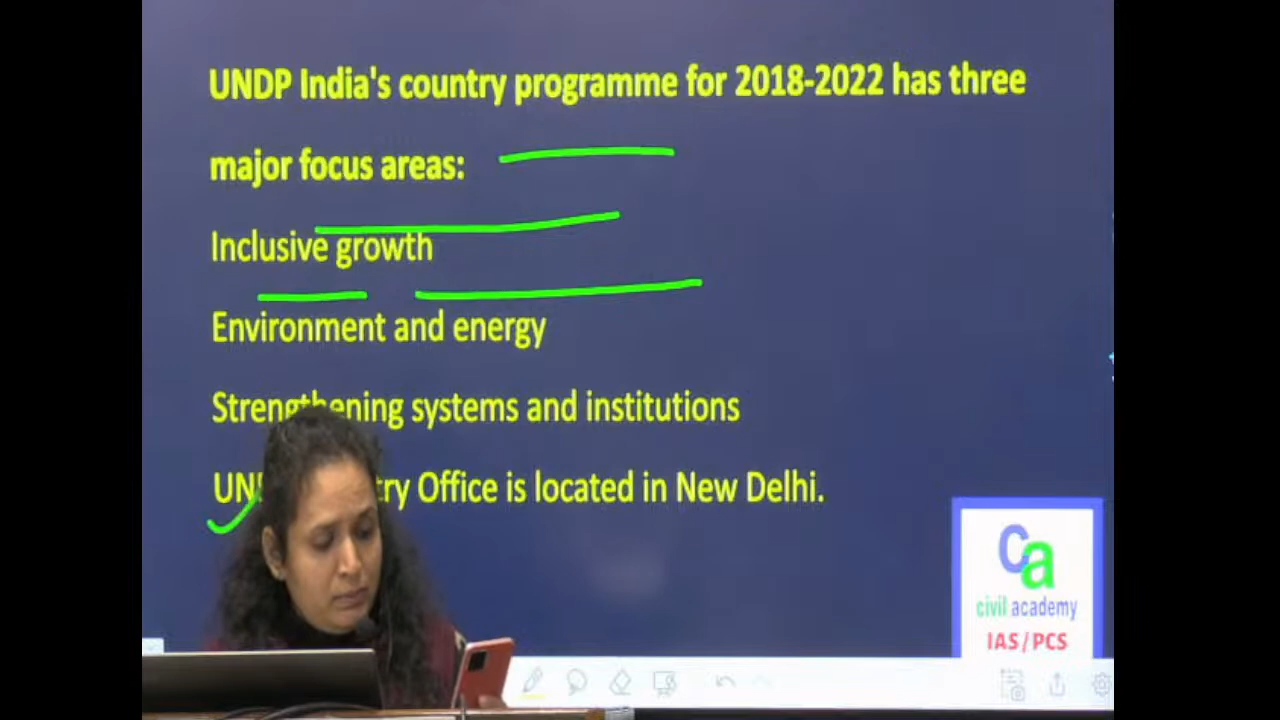 UNDP India's country programme for 2018-2022 has three
major focus areas:
Inclusive growth
Environment and energy
Strengthening systems and institutions
Office is located in New Delhi.
ca
civil academy
IAS/PCS